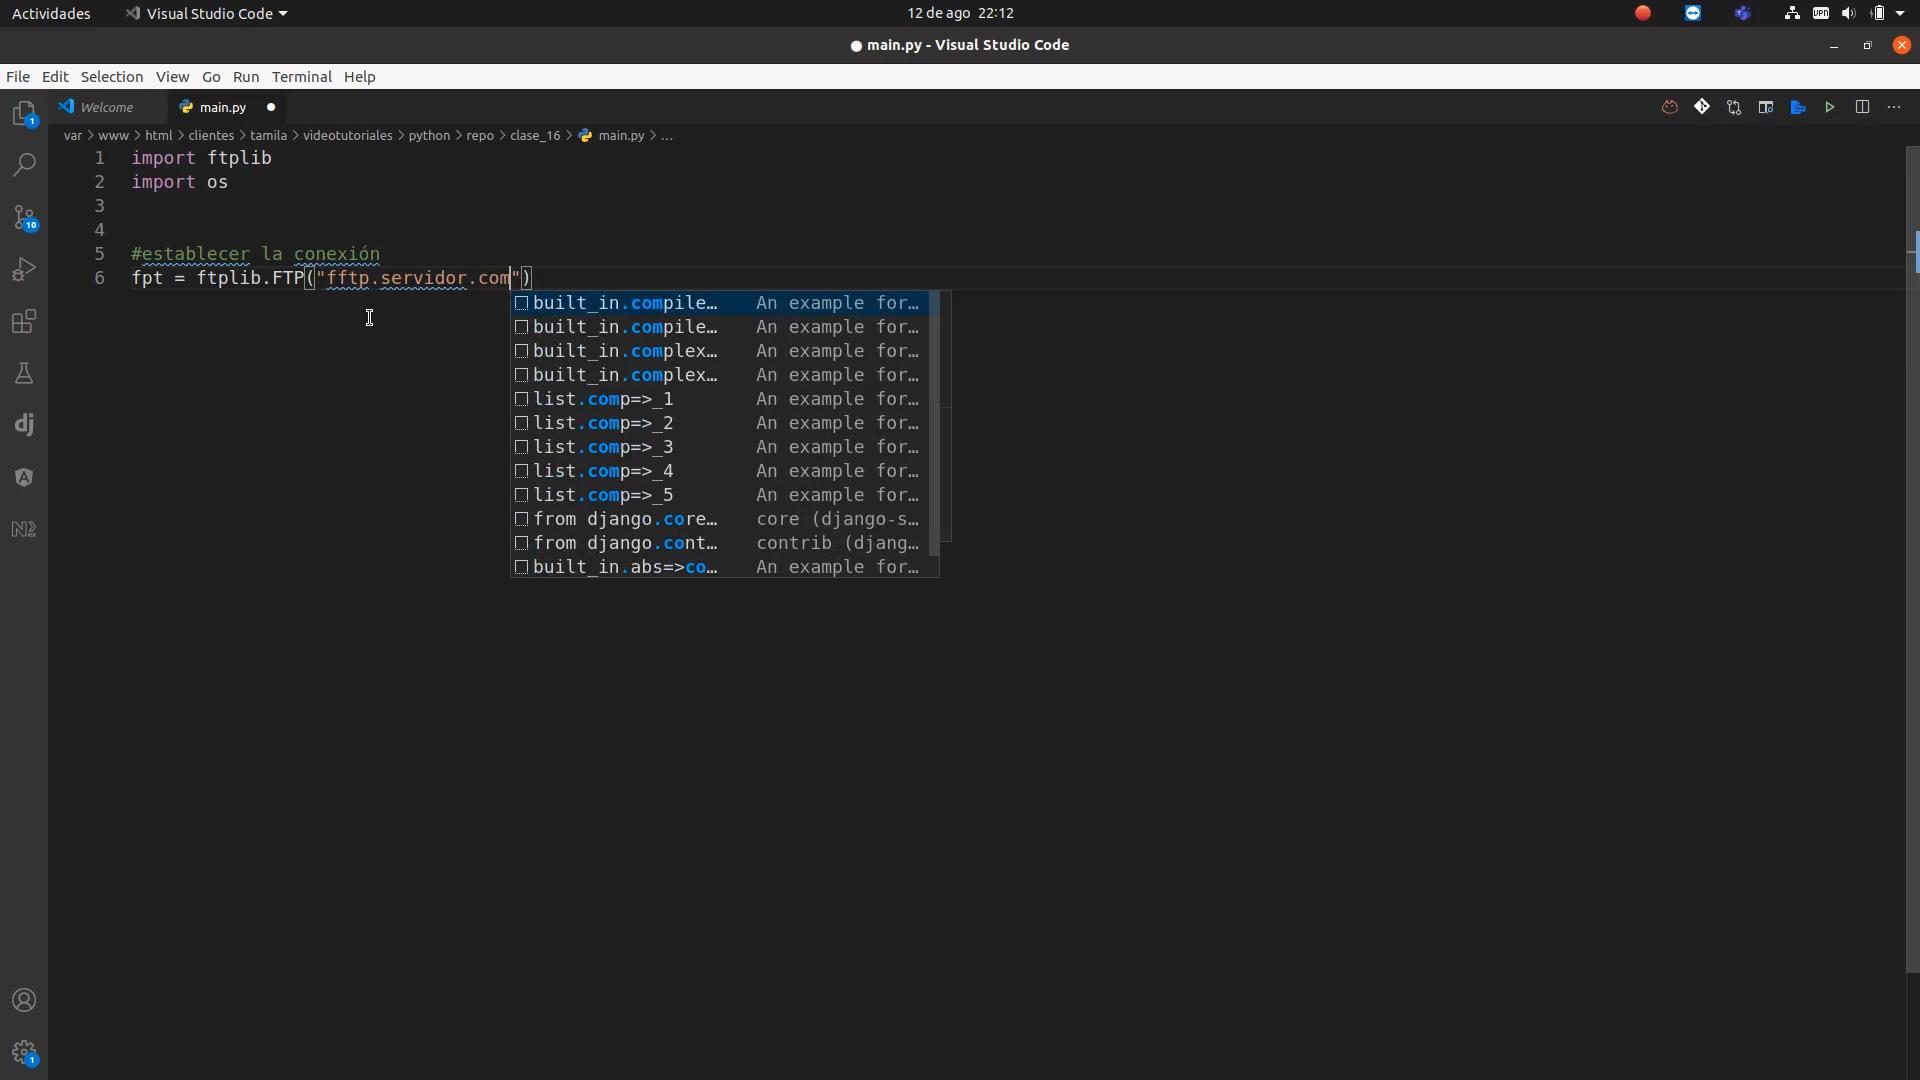 Actividades Visual Studio Code 12 de ago 22:12 VPN
● main.py - Visual Studio Code
File Edit Selection View Go Run Terminal Help
1 Welcome main.py ●
var > www > html > clientes > tamila > videotutoriales > python > repo > clase_16 > main.py > ...
1 import ftplib
2 import os
3
4
10
5 #establecer la conexión
6 fpt = ftplib.FTP("fftp.servidor.com")
built_in.compile… An example for…
built_in.compile… An example for…
built_in.complex… An example for…
built_in.complex… An example for…
list.comp=>_1 An example for…
list.comp=>_2 An example for…
dj list.comp=>_3 An example for…
list.comp=>_4 An example for…
list.comp=>_5 An example for…
from django.core… core (django-s…
from django.cont… contrib (djang…
built_in.abs=>co… An example for…
1